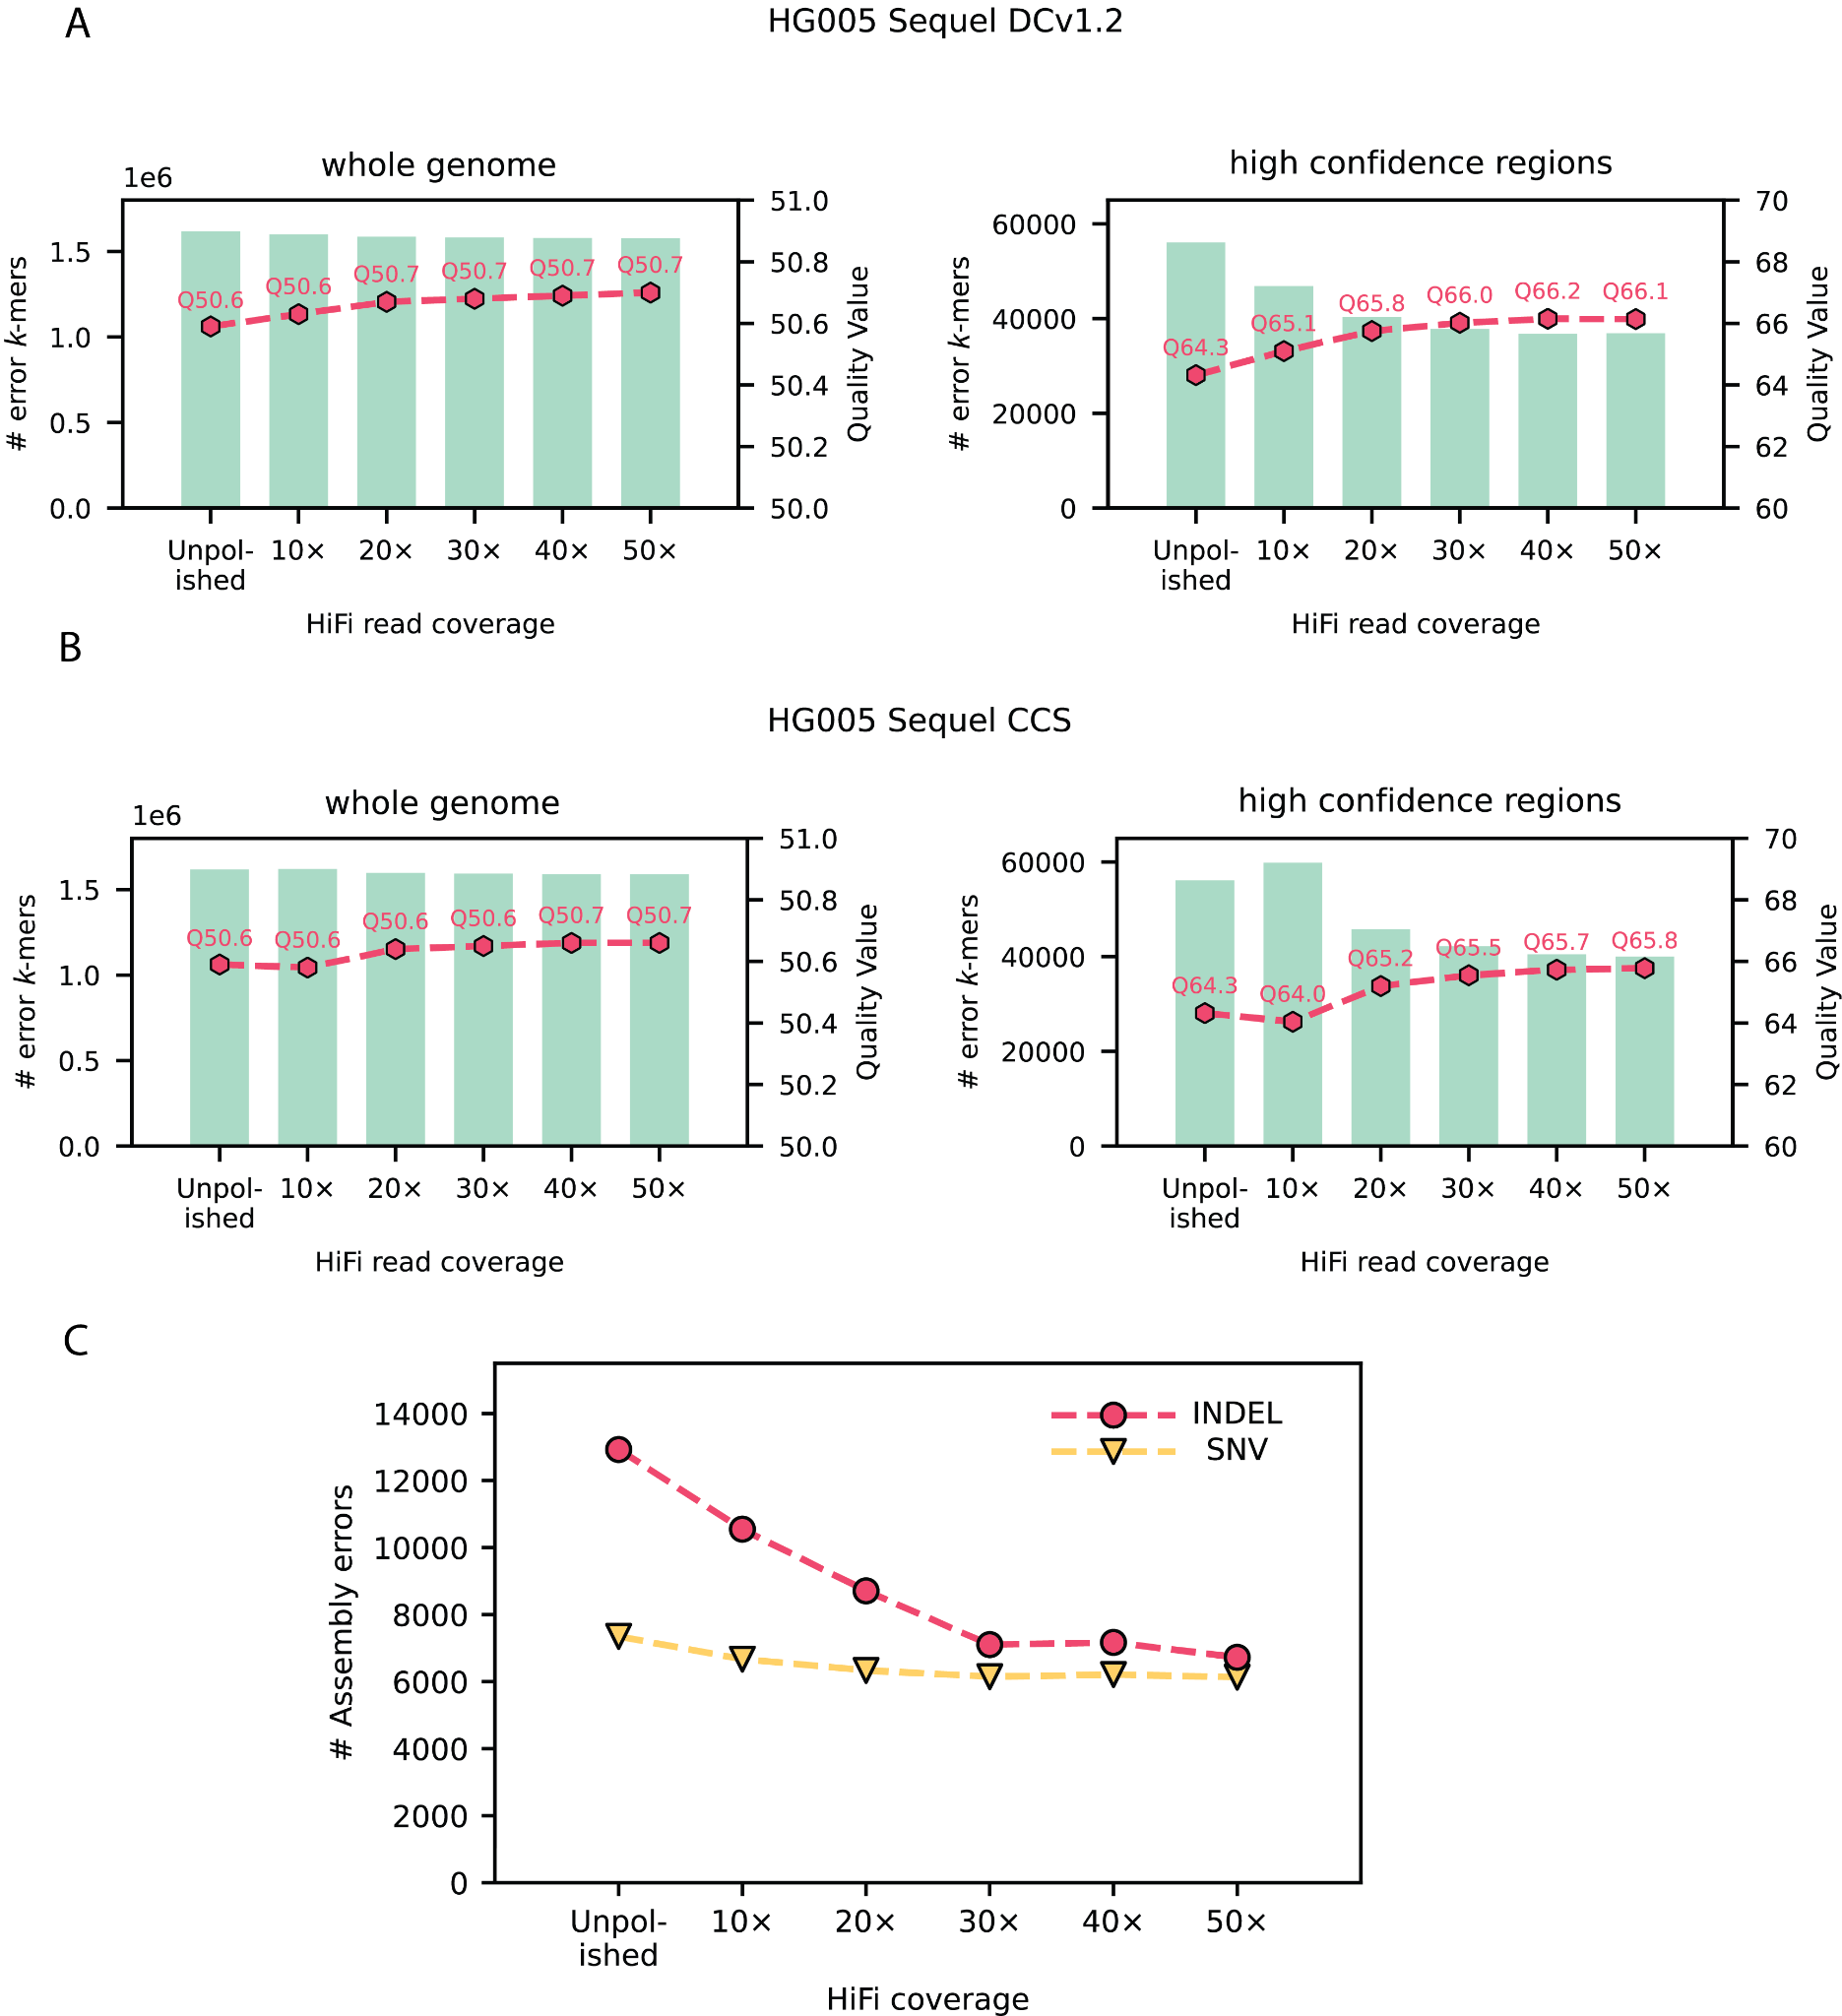 A
HG005 Sequel DCv1.2
whole genome
1e6
# error k-mers
1.5
1.0
0.5
0.0
Q50.6
Q50.6
Q50.7
Q50.7
Q50.7
Q50.7
51.0
50.8
50.6
50.4
50.2
50.0
Quality Value
Unpol-
ished
10×
20×
30×
40×
50×
HiFi read coverage
high confidence regions
# error k-mers
60000
40000
20000
0
Q64.3
Q65.1
Q65.8
Q66.0
Q66.2
Q66.1
70
68
66
64
62
60
Quality Value
Unpol-
ished
10×
20×
30×
40×
50×
HiFi read coverage
B
HG005 Sequel CCS
whole genome
1e6
# error k-mers
1.5
1.0
0.5
0.0
Q50.6
Q50.6
Q50.6
Q50.6
Q50.7
Q50.7
51.0
50.8
50.6
50.4
50.2
50.0
Quality Value
Unpol-
ished
10×
20×
30×
40×
50×
HiFi read coverage
high confidence regions
# error k-mers
60000
40000
20000
0
Q64.3
Q64.0
Q65.2
Q65.5
Q65.7
Q65.8
70
68
66
64
62
60
Quality Value
Unpol-
ished
10×
20×
30×
40×
50×
HiFi read coverage
C
# Assembly errors
14000
12000
10000
8000
6000
4000
2000
0
INDEL
SNV
Unpol-
ished
10×
20×
30×
40×
50×
HiFi coverage